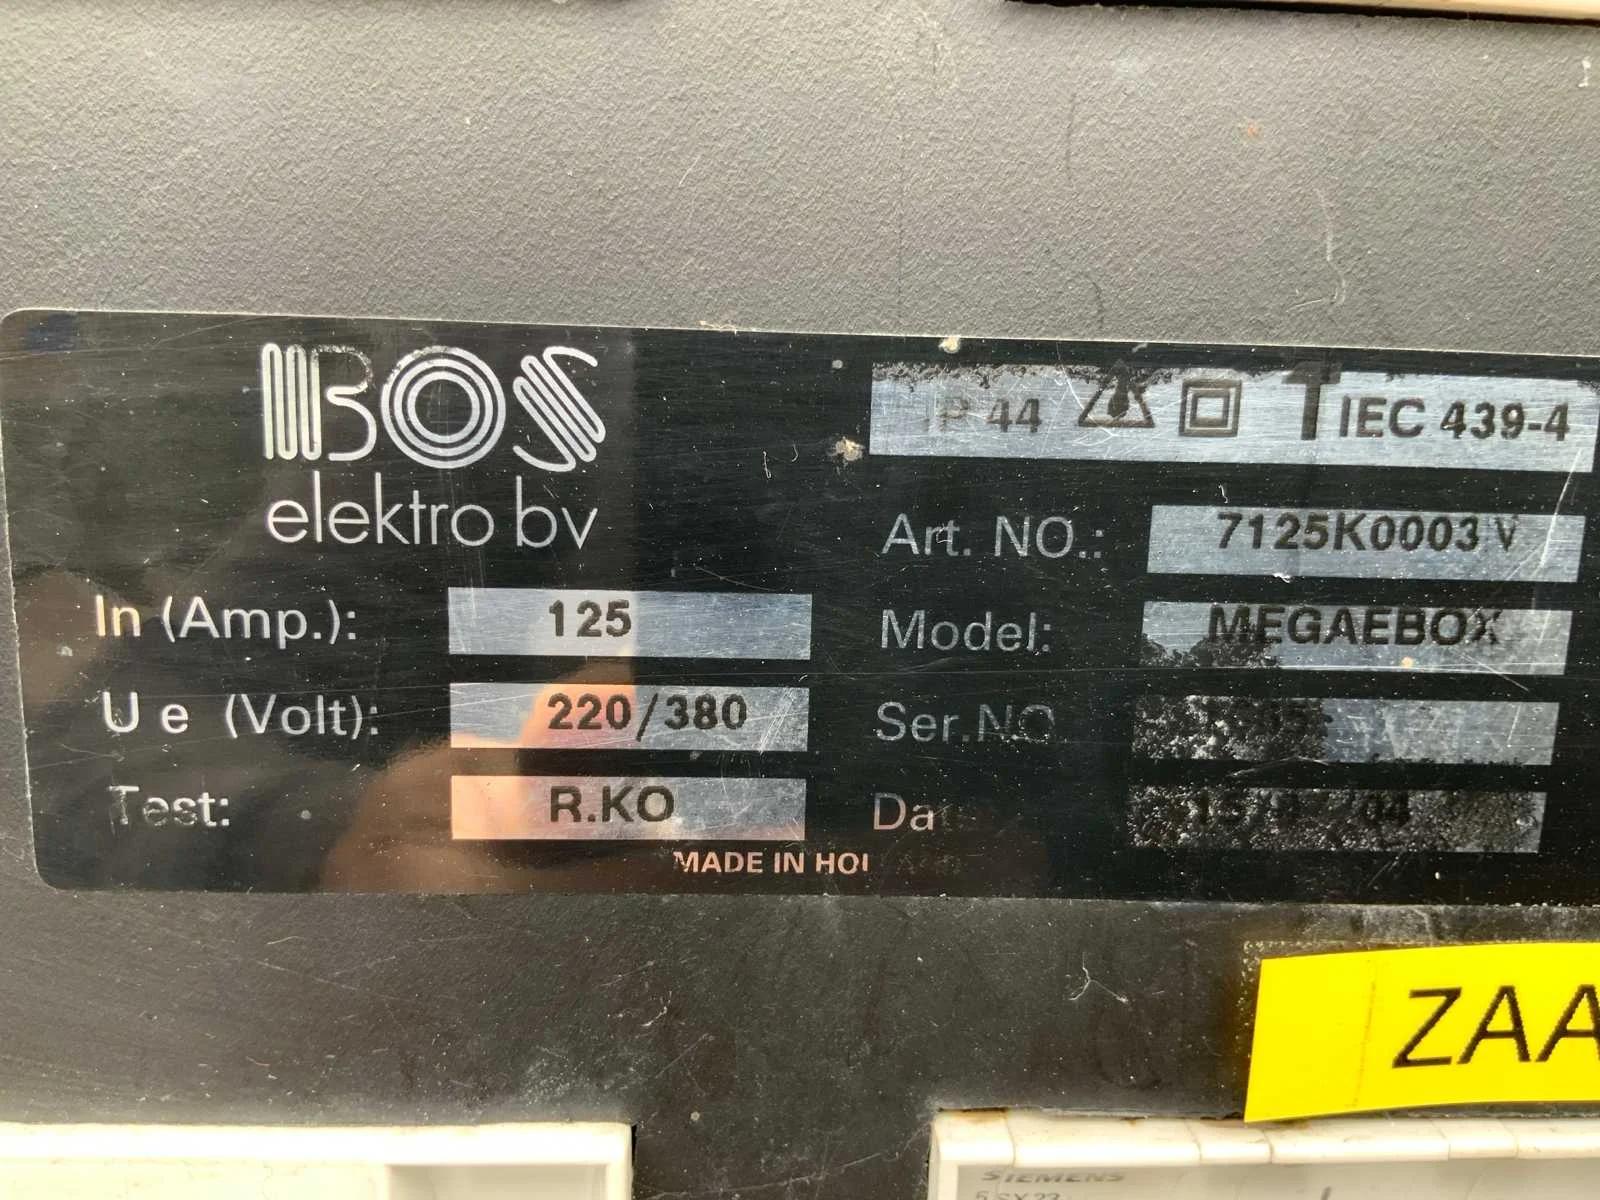 BOS
elektro bv
IP 44 IEC 439-4
Art. NO.: 7125K0003 V
In (Amp.): 125
Model: MEGAEBOX
Ue (Volt): 220/380
Ser.NO
Test: R.KO
MADE IN
ZAA
SIEMENS